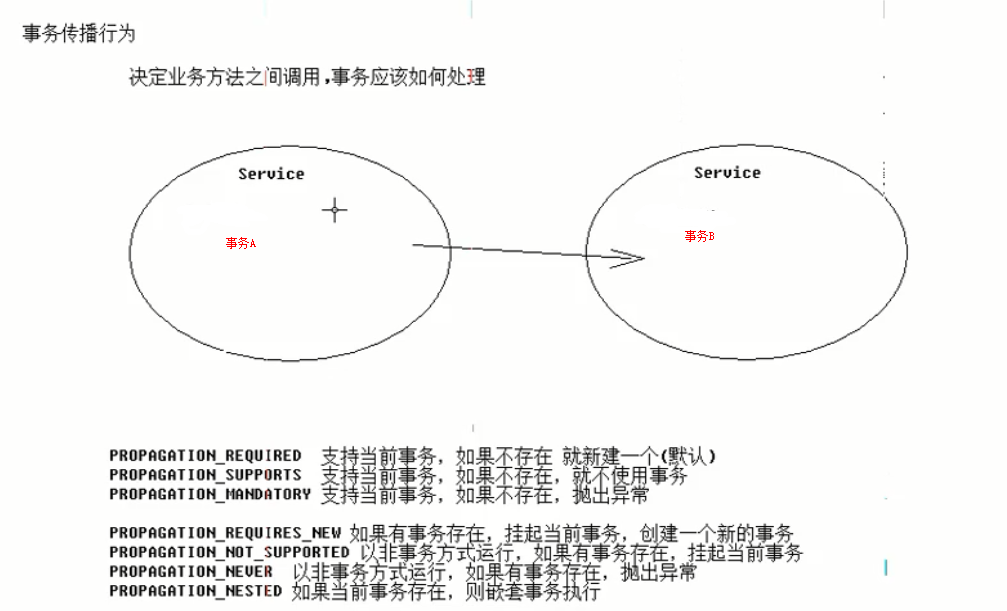 事务传播行为
决定业务方法之间调用,事务应该如何处理
Service
Service
事务A
事务B
PROPAGATION_REQUIRED 支持当前事务，如果不存在 就新建一个(默认)
PROPAGATION_SUPPORTS 支持当前事务，如果不存在，就不使用事务
PROPAGATION_MANDATORY 支持当前事务，如果不存在，抛出异常
PROPAGATION_REQUIRES_NEW 如果有事务存在，挂起当前事务，创建一个新的事务
PROPAGATION_NOT_SUPPORTED 以非事务方式运行，如果有事务存在，挂起当前事务
PROPAGATION_NEVER 以非事务方式运行，如果有事务存在，抛出异常
PROPAGATION_NESTED 如果当前事务存在，则嵌套事务执行